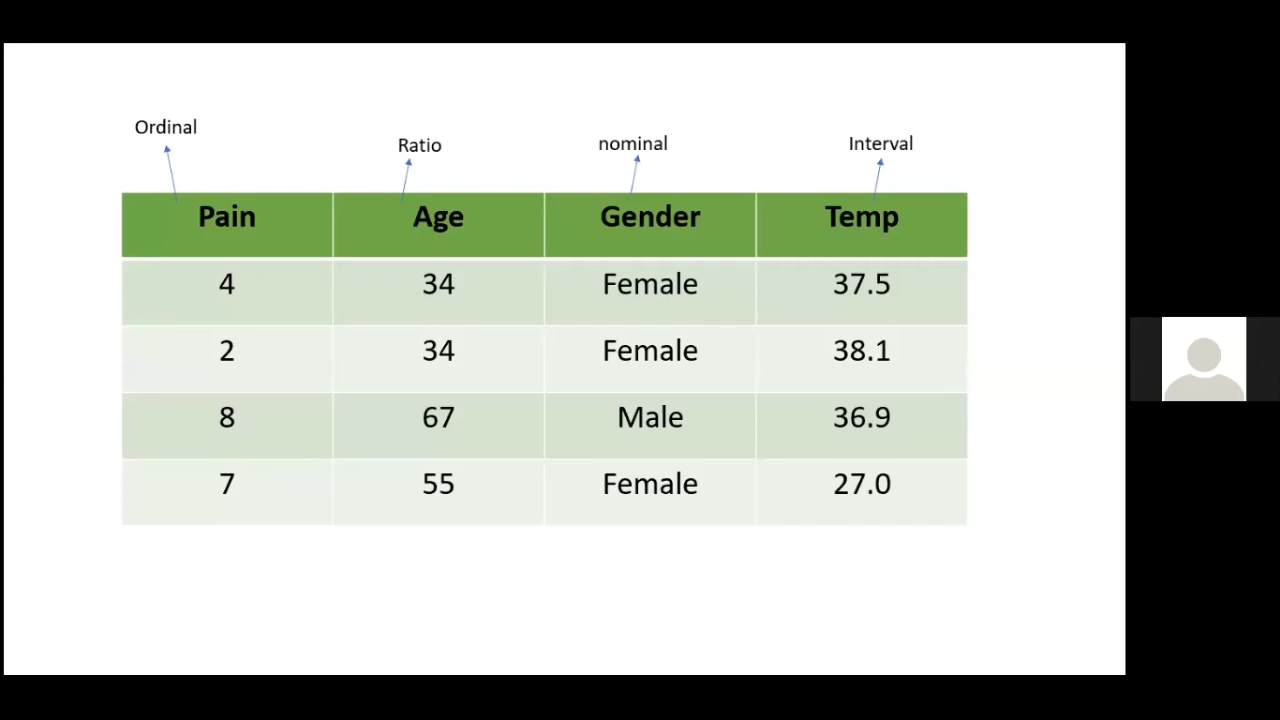 Ordinal
Ratio
nominal
Interval
Pain Age Gender Temp
4 34 Female 37.5
2 34 Female 38.1
8 67 Male 36.9
7 55 Female 27.0